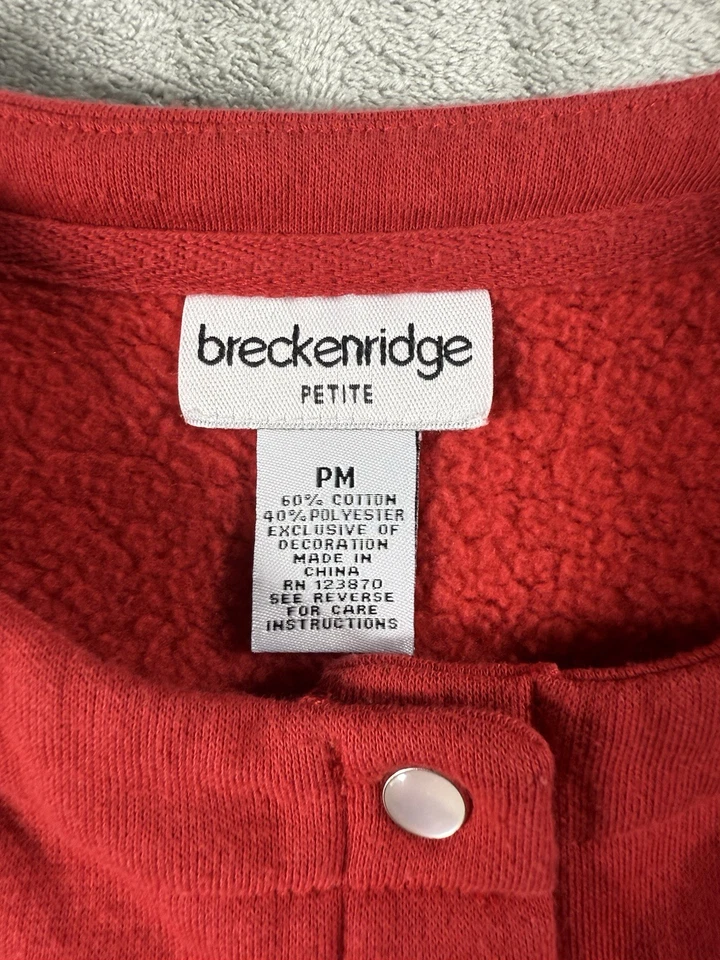 breckenridge
PETITE
PM
60% COTTON
40% POLYESTER
EXCLUSIVE OF
DECORATION
MADE IN
CHINA
RN 123870
SEE REVERSE
FOR CARE
INSTRUCTIONS